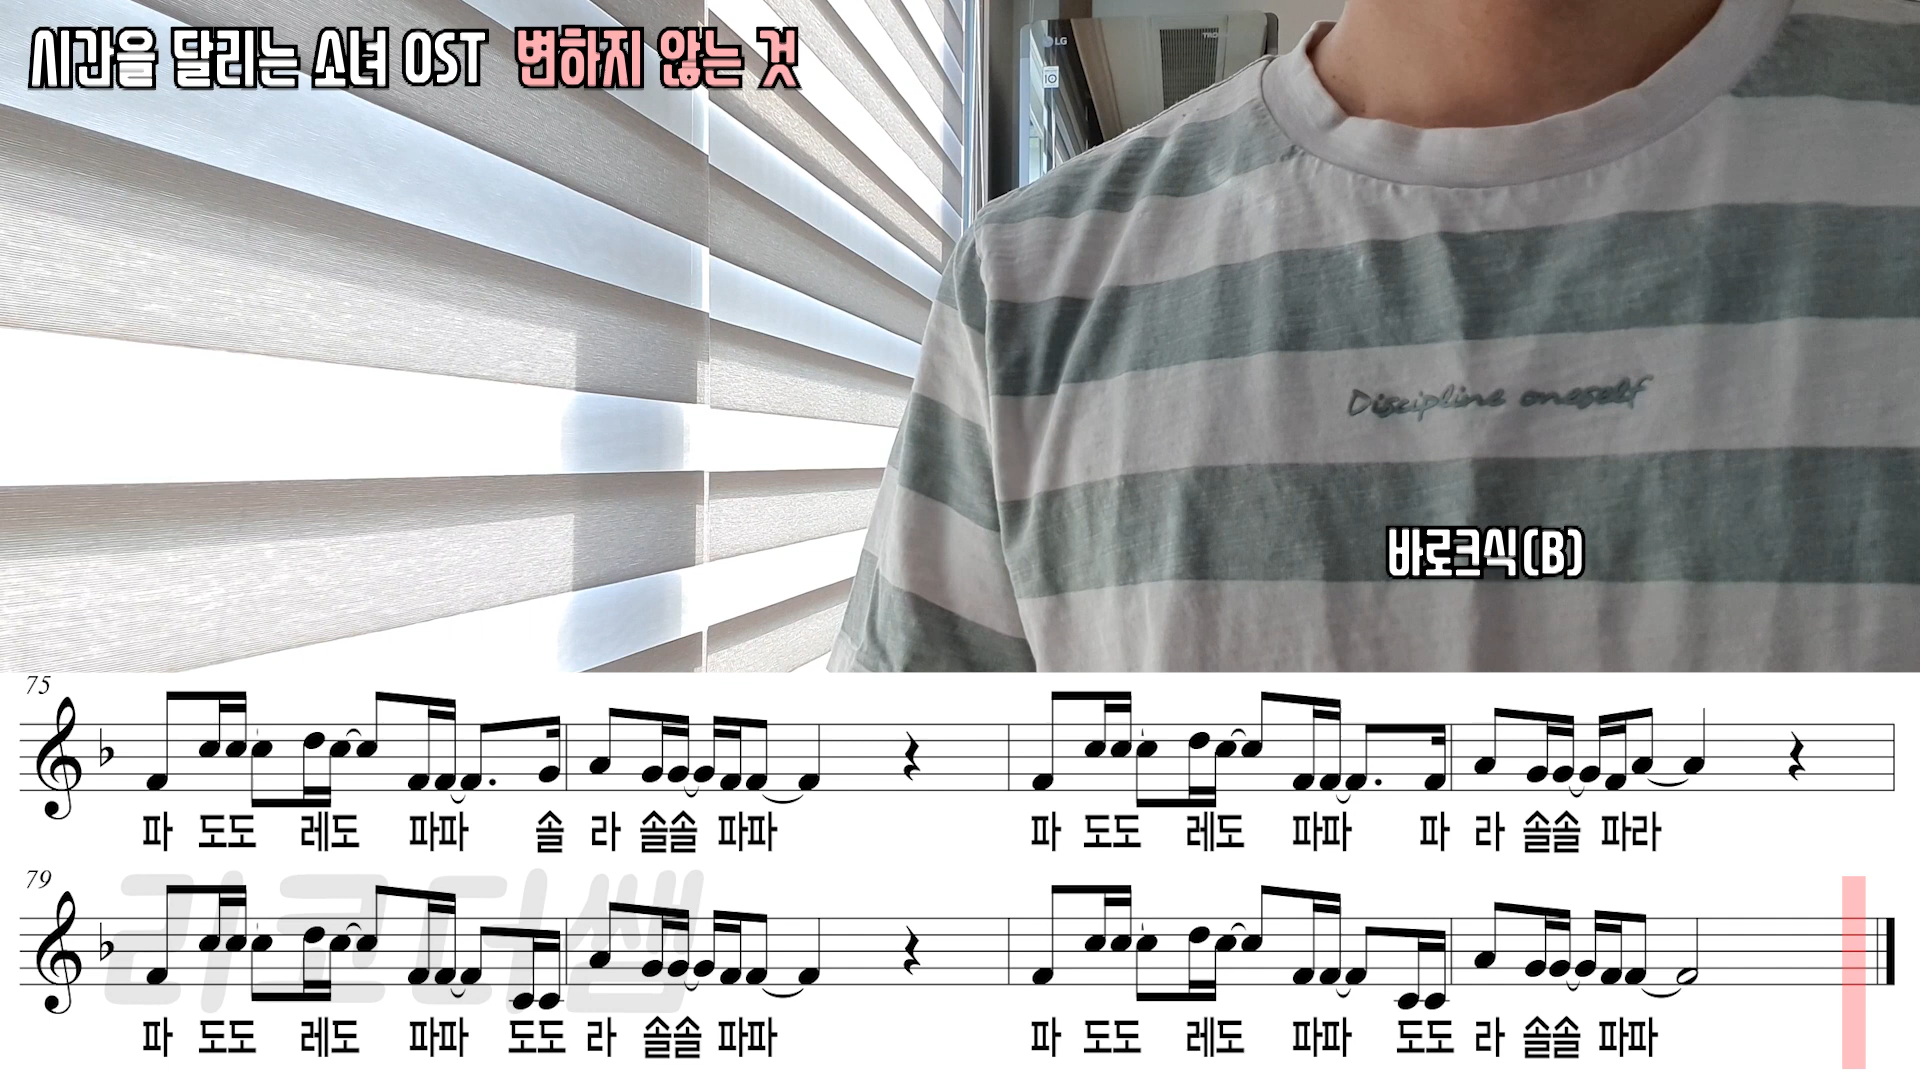 시간을 달리는 소녀 OST 변하지 않는 것
LG
Discipline oneself
바로크식(B)
75
파 도도 레도 파파 솔 라 솔솔 파파 파 도도 레도 파파 파 라 솔솔 파라
79
리코더쌤
파 도도 레도 파파 도도 라 솔솔 파파 파 도도 레도 파파 도도 라 솔솔 파파